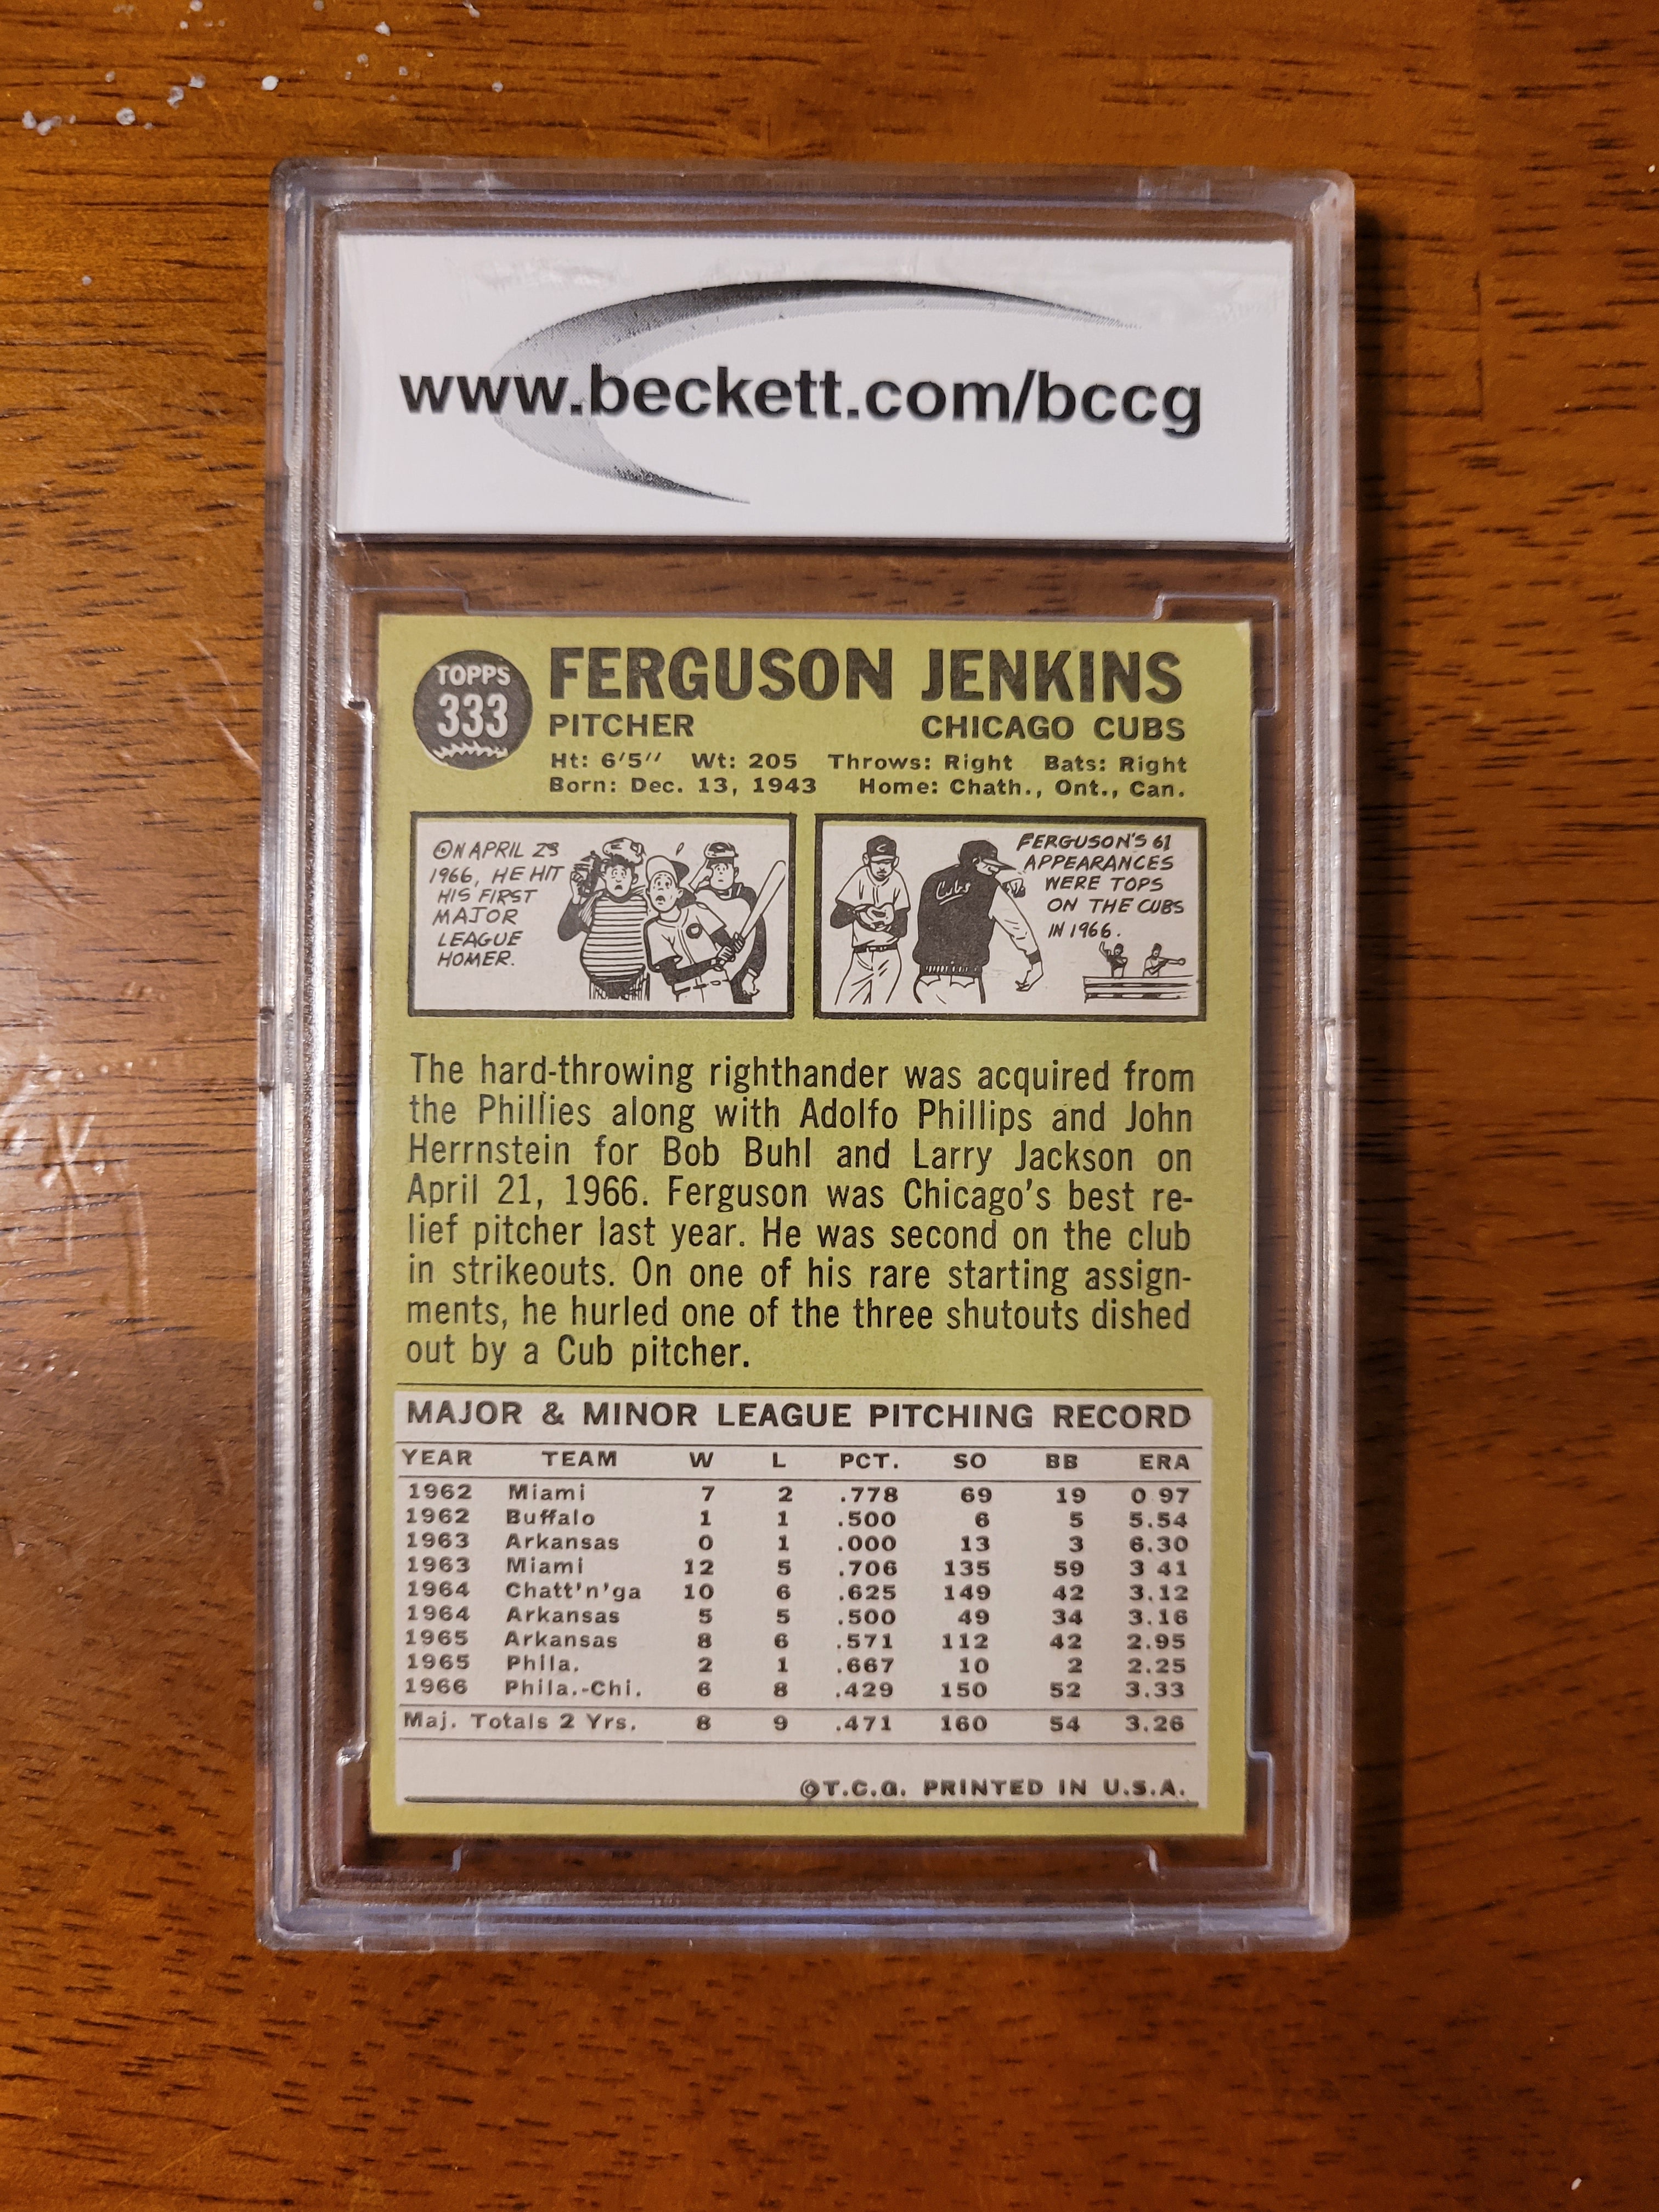 www.beckett.com/bccg
TOPPS
333
FERGUSON JENKINS
PITCHER CHICAGO CUBS
Ht: 6'5'' Wt: 205 Throws: Right Bats: Right
Born: Dec. 13, 1943 Home: Chath., Ont., Can.
ON APRIL 23
1966, HE HIT
HIS FIRST
MAJOR
LEAGUE
HOMER.
Cubs
FERGUSON'S 61
APPEARANCES
WERE TOPS
ON THE CUBS
IN 1966.
The hard-throwing righthander was acquired from
the Phillies along with Adolfo Phillips and John
Herrnstein for Bob Buhl and Larry Jackson on
April 21, 1966. Ferguson was Chicago's best re-
lief pitcher last year. He was second on the club
in strikeouts. On one of his rare starting assign-
ments, he hurled one of the three shutouts dished
out by a Cub pitcher.
MAJOR & MINOR LEAGUE PITCHING RECORD
YEAR TEAM W L PCT. SO BB ERA
1962 Miami 7 2 .778 69 19 0 97
1962 Buffalo 1 1 .500 6 5 5.54
1963 Arkansas 0 1 .000 13 3 6.30
1963 Miami 12 5 .706 135 59 3 41
1964 Chatt'n'ga 10 6 .625 149 42 3.12
1964 Arkansas 5 5 .500 49 34 3.16
1965 Arkansas 8 6 .571 112 42 2.95
1965 Phila. 2 1 .667 10 2 2.25
1966 Phila.-Chi. 6 8 .429 150 52 3.33
Maj. Totals 2 Yrs. 8 9 .471 160 54 3.26
©T.C.G. PRINTED IN U.S.A.